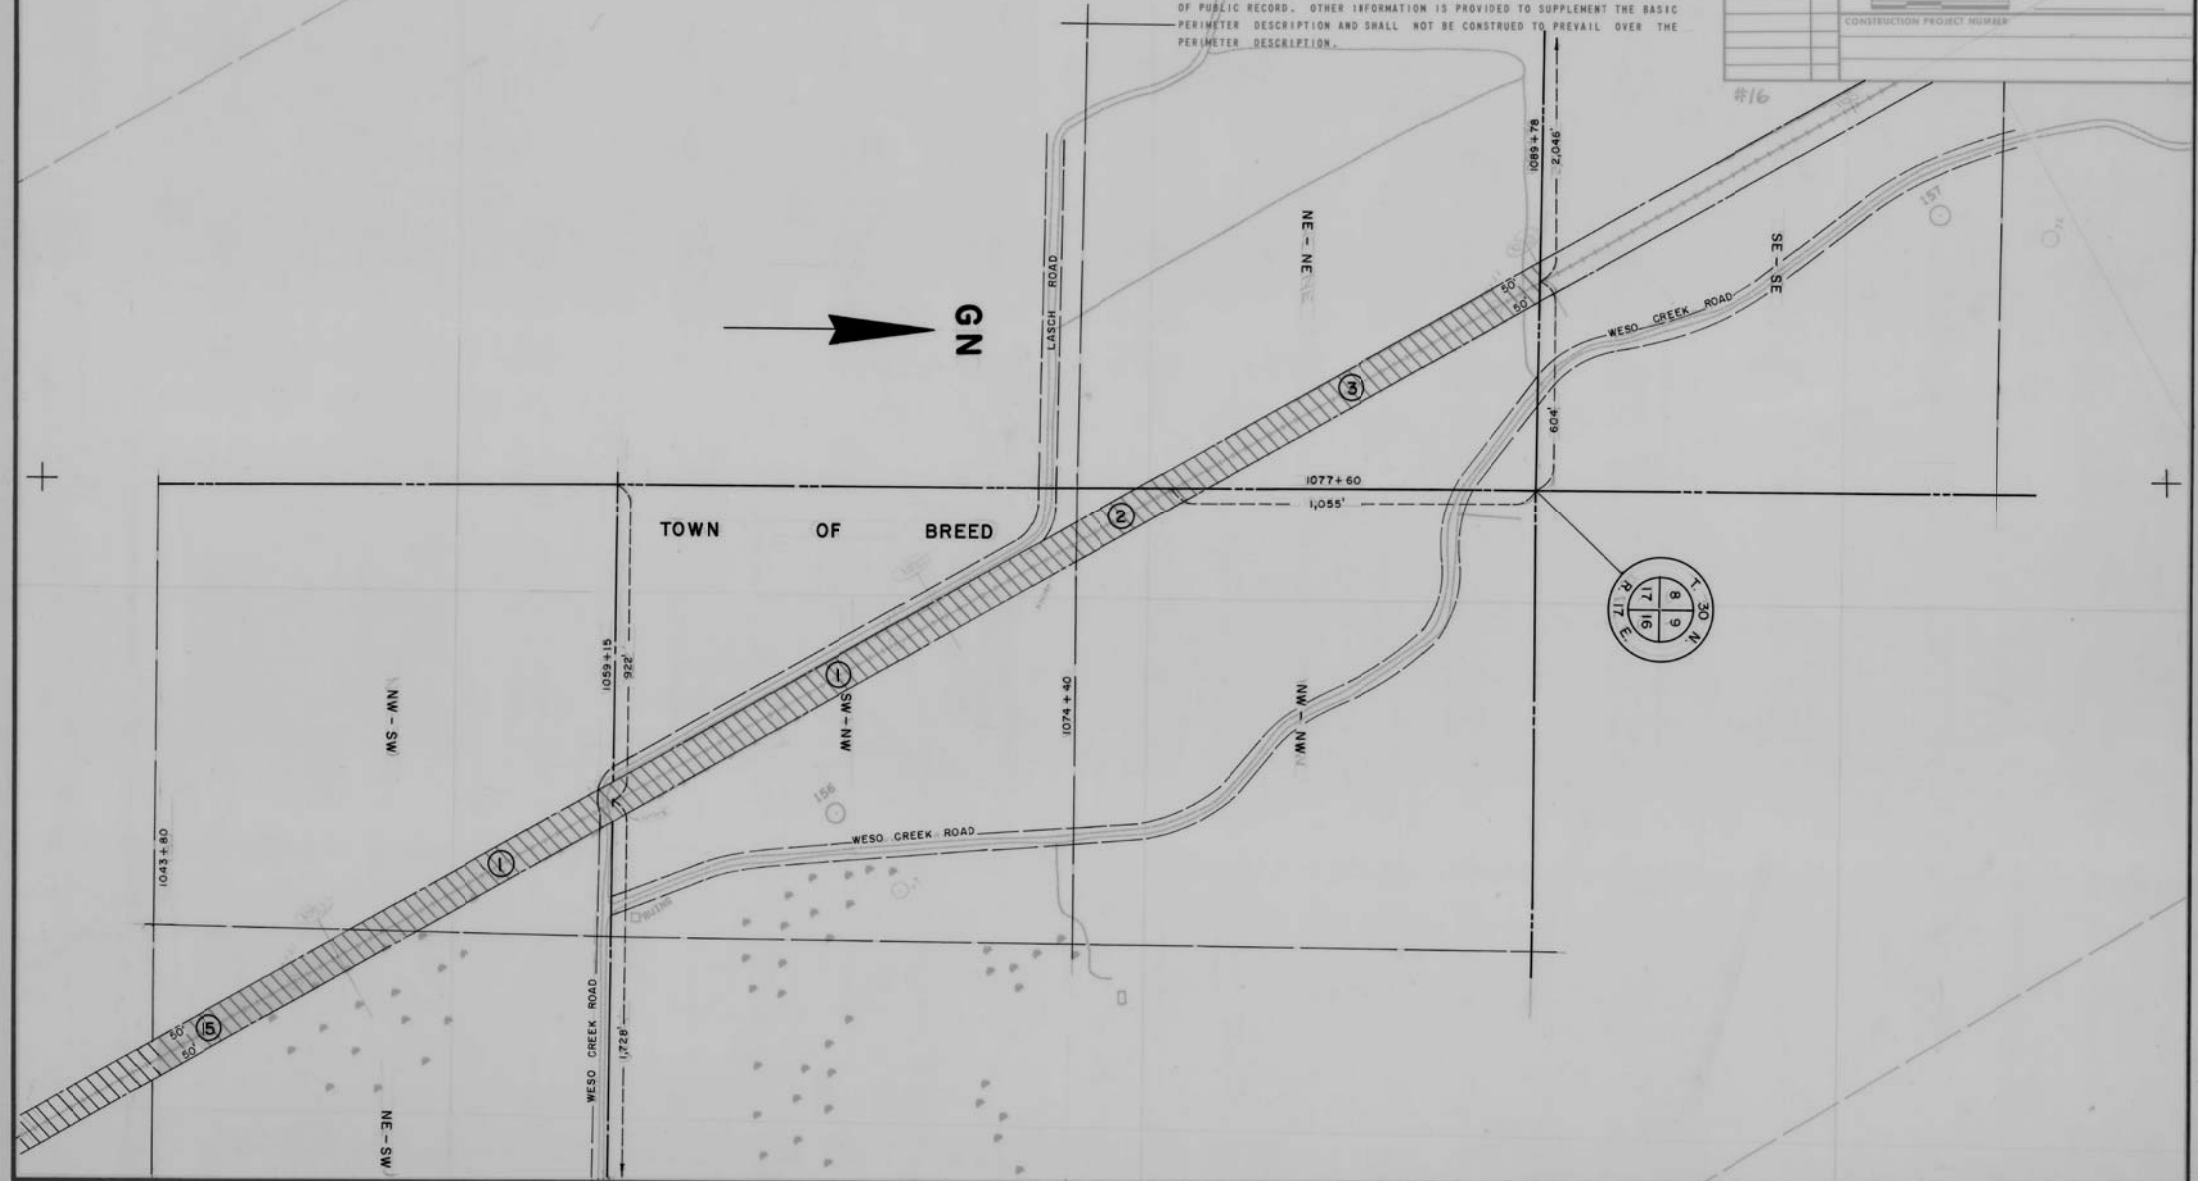 OF PUBLIC RECORD. OTHER INFORMATION IS PROVIDED TO SUPPLEMENT THE BASIC
PERIMETER DESCRIPTION AND SHALL NOT BE CONSTRUED TO PREVAIL OVER THE
PERIMETER DESCRIPTION.
CONSTRUCTION PROJECT NUMBER
#16
1089+78
2,046'
157
NE-NE
SE-SE
LASCH ROAD
GN
50'
50'
WESO CREEK ROAD
3
604'
1077+60
1,055'
TOWN OF BREED
2
T. 30 N.
R. 17 E.
8 9
17 16
1059+15
922'
1
SW-NW
1074+40
NW-NW
NW-SW
156
WESO CREEK ROAD
1043+80
1
RUINS
WESO CREEK ROAD
1,728'
50'
50'
15
NE-SW